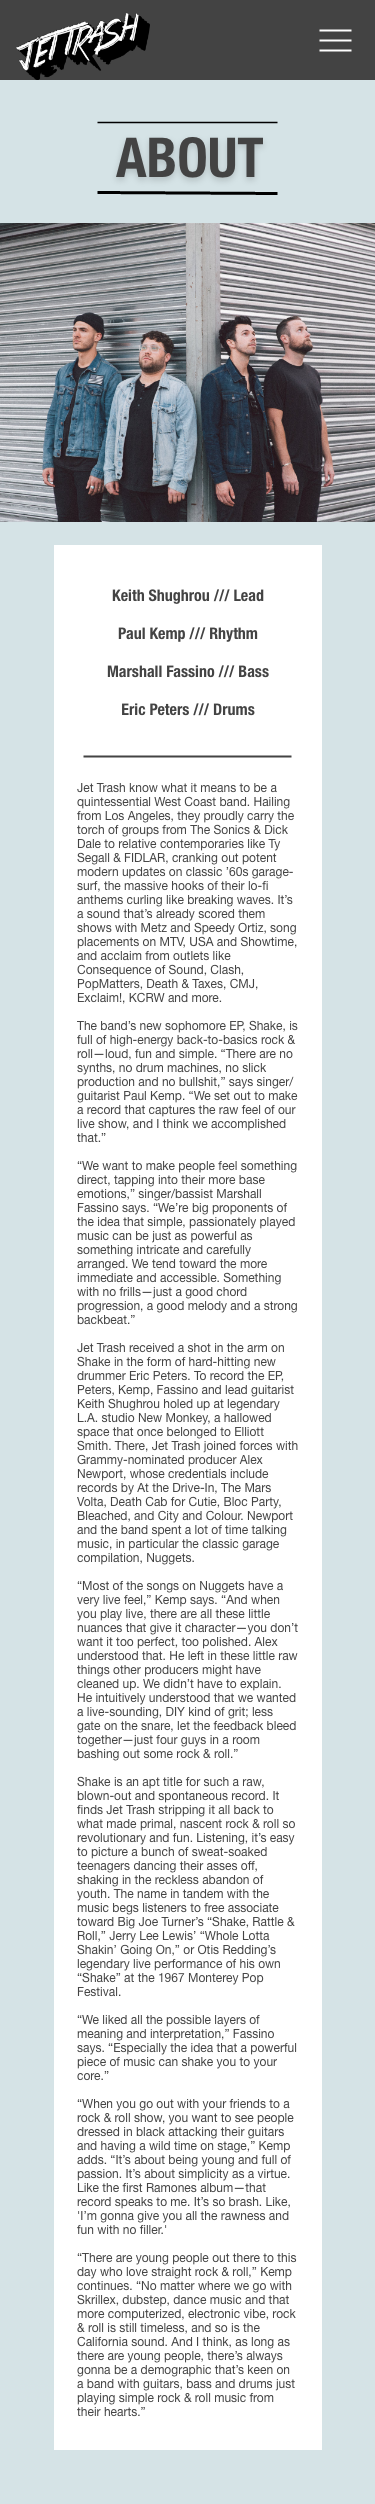 JETTRASH
ABOUT
Keith Shughrou /// Lead
Paul Kemp /// Rhythm
Marshall Fassino /// Bass
Eric Peters /// Drums
Jet Trash know what it means to be a
quintessential West Coast band. Hailing
from Los Angeles, they proudly carry the
torch of groups from The Sonics & Dick
Dale to relative contemporaries like Ty
Segall & FIDLAR, cranking out potent
modern updates on classic ’60s garage-
surf, the massive hooks of their lo-fi
anthems curling like breaking waves. It’s
a sound that’s already scored them
shows with Metz and Speedy Ortiz, song
placements on MTV, USA and Showtime,
and acclaim from outlets like
Consequence of Sound, Clash,
PopMatters, Death & Taxes, CMJ,
Exclaim!, KCRW and more.
The band’s new sophomore EP, Shake, is
full of high-energy back-to-basics rock &
roll—loud, fun and simple. “There are no
synths, no drum machines, no slick
production and no bullshit,” says singer/
guitarist Paul Kemp. “We set out to make
a record that captures the raw feel of our
live show, and I think we accomplished
that.”
“We want to make people feel something
direct, tapping into their more base
emotions,” singer/bassist Marshall
Fassino says. “We’re big proponents of
the idea that simple, passionately played
music can be just as powerful as
something intricate and carefully
arranged. We tend toward the more
immediate and accessible. Something
with no frills—just a good chord
progression, a good melody and a strong
backbeat.”
Jet Trash received a shot in the arm on
Shake in the form of hard-hitting new
drummer Eric Peters. To record the EP,
Peters, Kemp, Fassino and lead guitarist
Keith Shughrou holed up at legendary
L.A. studio New Monkey, a hallowed
space that once belonged to Elliott
Smith. There, Jet Trash joined forces with
Grammy-nominated producer Alex
Newport, whose credentials include
records by At the Drive-In, The Mars
Volta, Death Cab for Cutie, Bloc Party,
Bleached, and City and Colour. Newport
and the band spent a lot of time talking
music, in particular the classic garage
compilation, Nuggets.
“Most of the songs on Nuggets have a
very live feel,” Kemp says. “And when
you play live, there are all these little
nuances that give it character—you don’t
want it too perfect, too polished. Alex
understood that. He left in these little raw
things other producers might have
cleaned up. We didn’t have to explain.
He intuitively understood that we wanted
a live-sounding, DIY kind of grit; less
gate on the snare, let the feedback bleed
together—just four guys in a room
bashing out some rock & roll.”
Shake is an apt title for such a raw,
blown-out and spontaneous record. It
finds Jet Trash stripping it all back to
what made primal, nascent rock & roll so
revolutionary and fun. Listening, it’s easy
to picture a bunch of sweat-soaked
teenagers dancing their asses off,
shaking in the reckless abandon of
youth. The name in tandem with the
music begs listeners to free associate
toward Big Joe Turner’s “Shake, Rattle &
Roll,” Jerry Lee Lewis’ “Whole Lotta
Shakin’ Going On,” or Otis Redding’s
legendary live performance of his own
“Shake” at the 1967 Monterey Pop
Festival.
“We liked all the possible layers of
meaning and interpretation,” Fassino
says. “Especially the idea that a powerful
piece of music can shake you to your
core.”
“When you go out with your friends to a
rock & roll show, you want to see people
dressed in black attacking their guitars
and having a wild time on stage,” Kemp
adds. “It’s about being young and full of
passion. It’s about simplicity as a virtue.
Like the first Ramones album—that
record speaks to me. It’s so brash. Like,
’I’m gonna give you all the rawness and
fun with no filler.’
“There are young people out there to this
day who love straight rock & roll,” Kemp
continues. “No matter where we go with
Skrillex, dubstep, dance music and that
more computerized, electronic vibe, rock
& roll is still timeless, and so is the
California sound. And I think, as long as
there are young people, there’s always
gonna be a demographic that’s keen on
a band with guitars, bass and drums just
playing simple rock & roll music from
their hearts.”